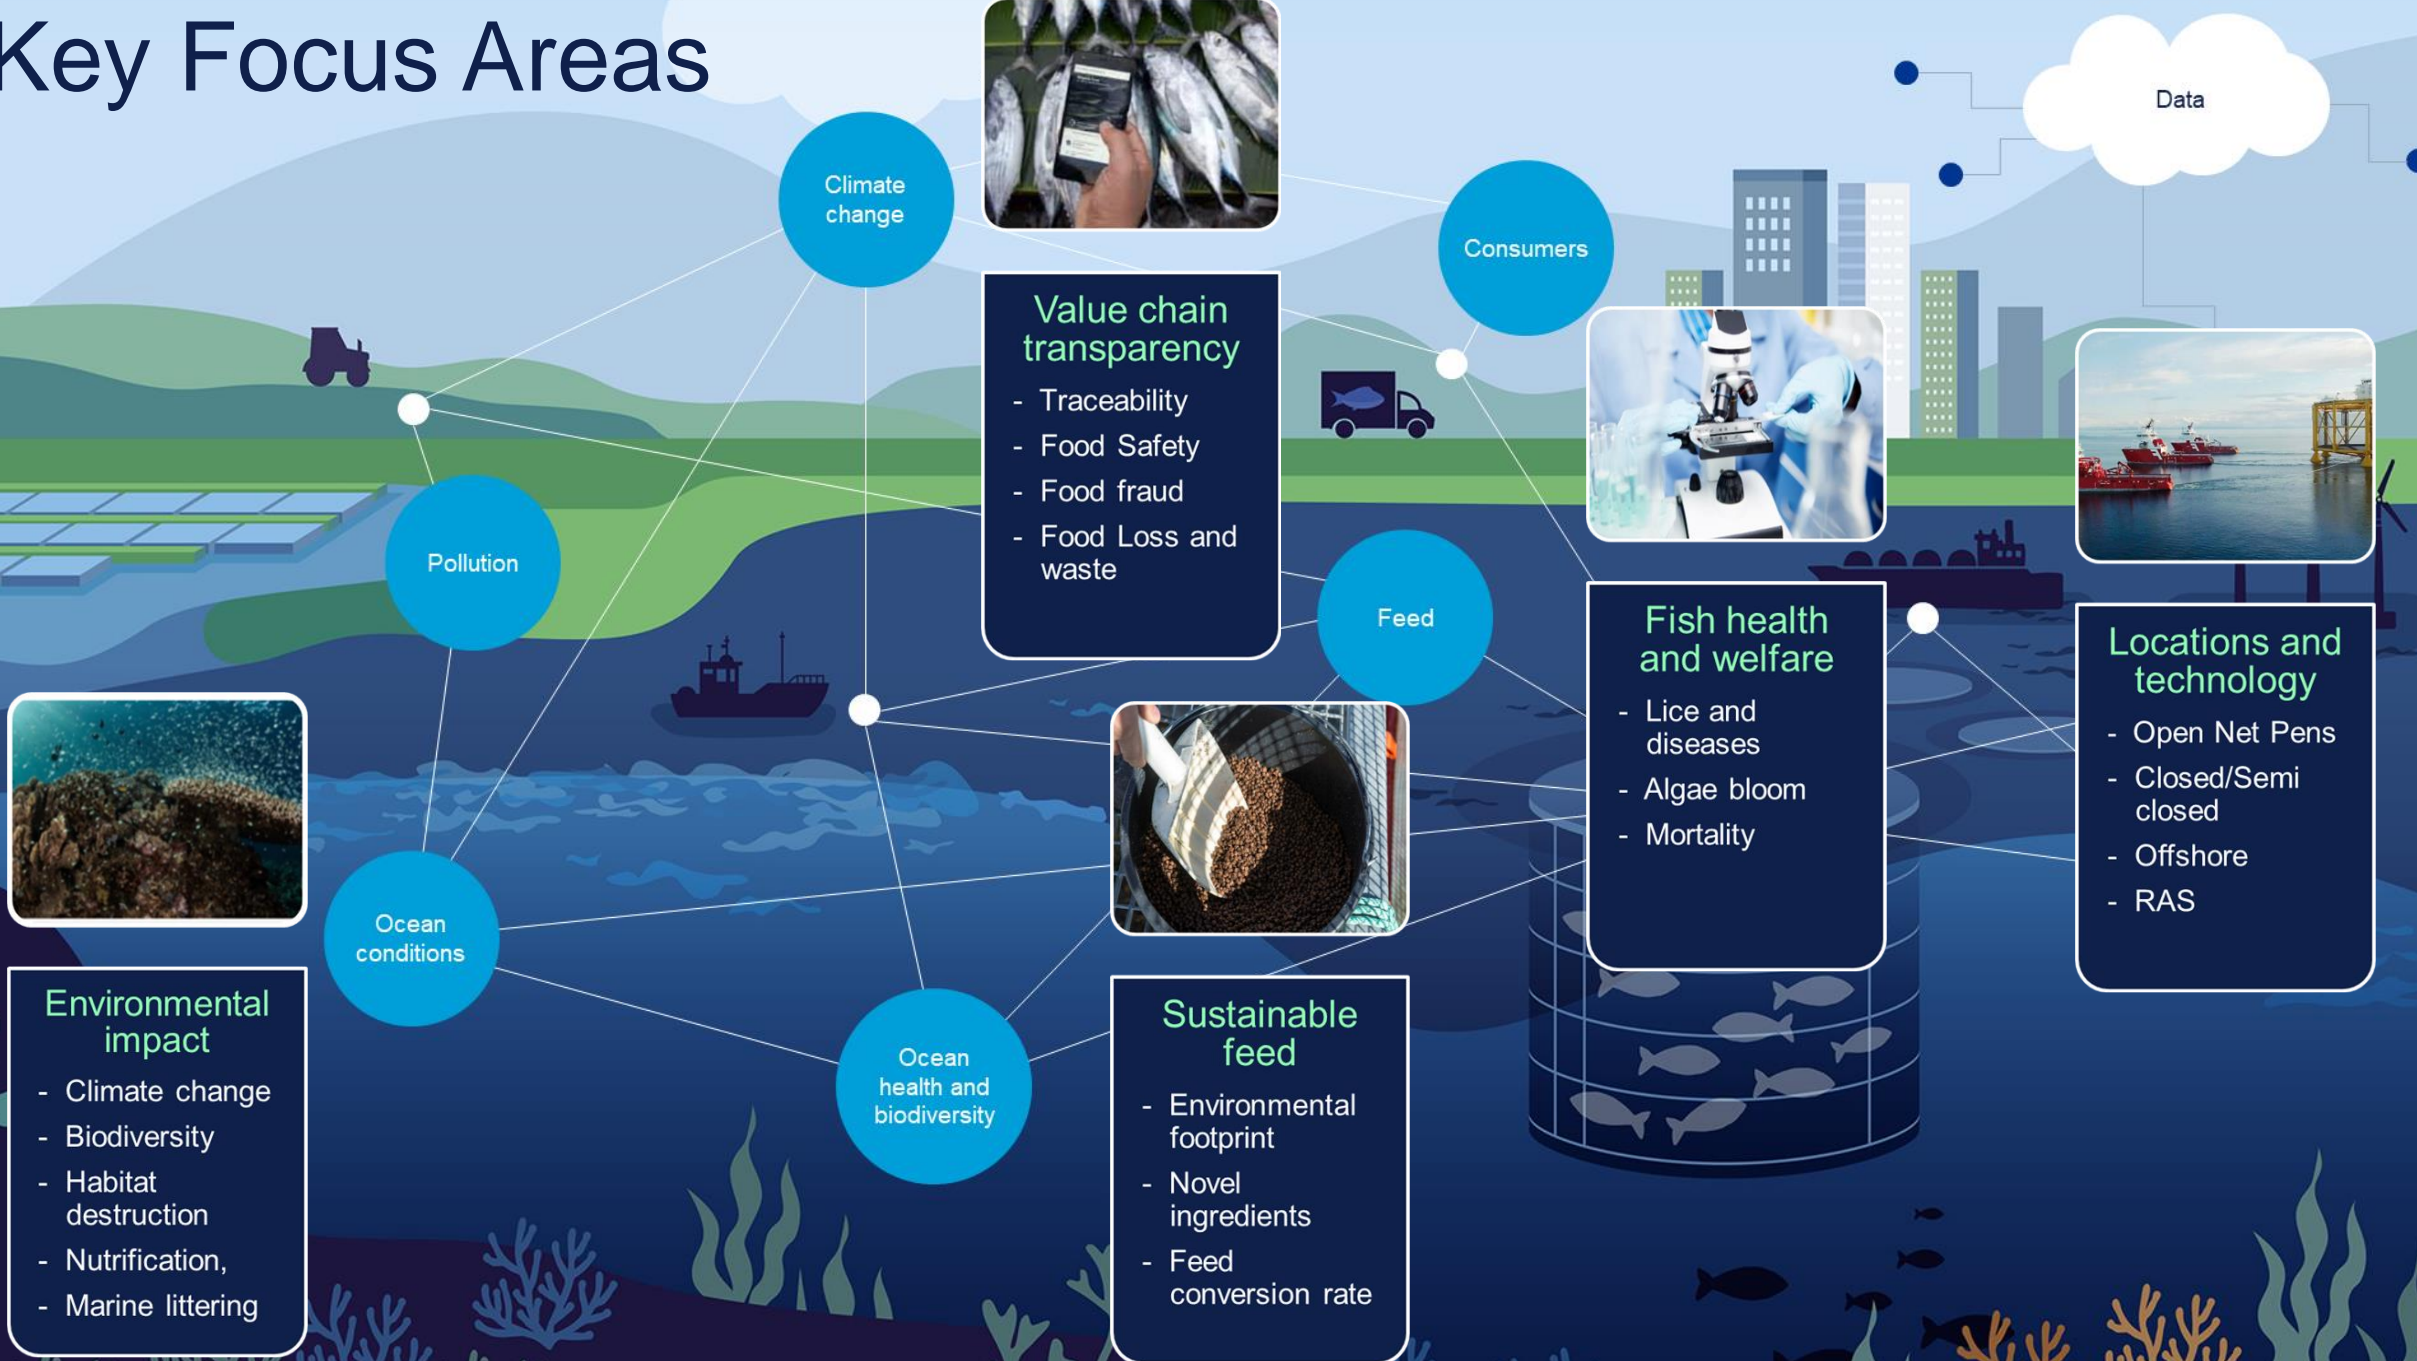 Key Focus Areas
Data
Climate
change
Consumers
Value chain
transparency
- Traceability
- Food Safety
- Food fraud
- Food Loss and
waste
Pollution
Feed
Fish health
and welfare
- Lice and
diseases
- Algae bloom
- Mortality
Locations and
technology
- Open Net Pens
- Closed/Semi
closed
- Offshore
- RAS
Ocean
conditions
Environmental
impact
- Climate change
- Biodiversity
- Habitat
destruction
- Nutrification,
- Marine littering
Ocean
health and
biodiversity
Sustainable
feed
- Environmental
footprint
- Novel
ingredients
- Feed
conversion rate